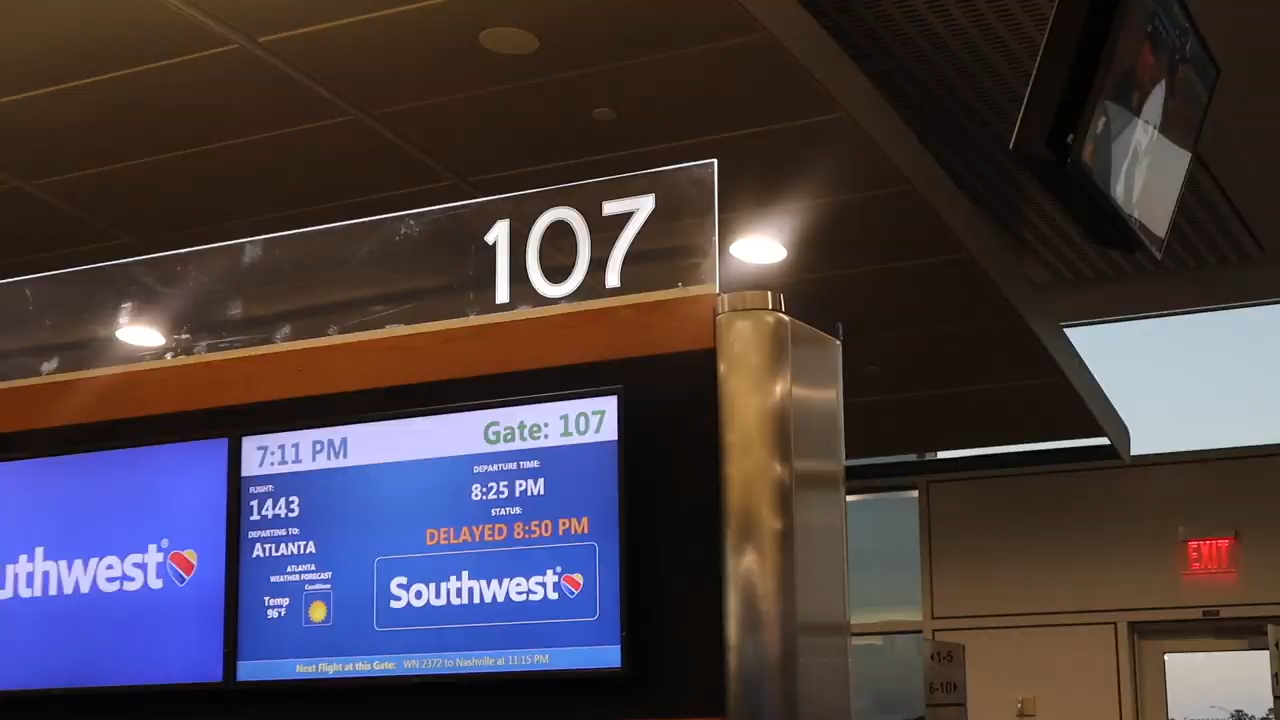 107
7:11 PM
Gate: 107
FLIGHT:
1443
DEPARTING TO:
ATLANTA
ATLANTA
WEATHER FORECAST
Temp
96°F
Conditions
DEPARTURE TIME:
8:25 PM
STATUS:
DELAYED 8:50 PM
Southwest®
Next Flight at this Gate: WN 2372 to Nashville at 11:15 PM
uthwest®
EXIT
1-5
6-10